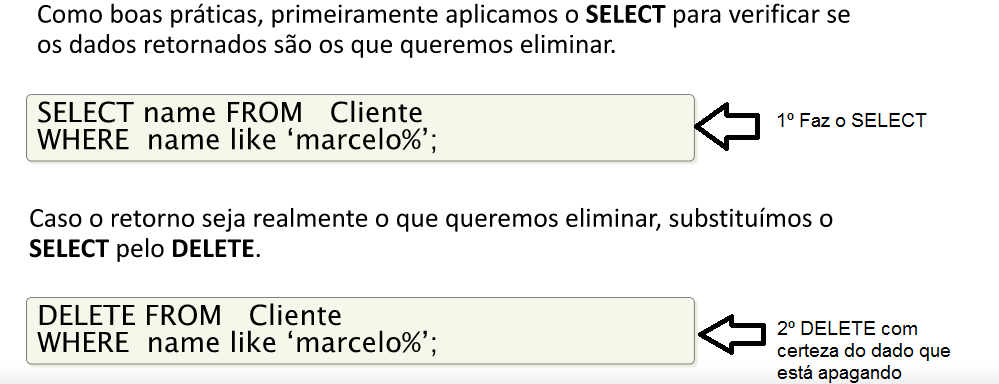 Como boas práticas, primeiramente aplicamos o SELECT para verificar se
os dados retornados são os que queremos eliminar.
SELECT name FROM Cliente
WHERE name like ‘marcelo%’;
1º Faz o SELECT
Caso o retorno seja realmente o que queremos eliminar, substituímos o
SELECT pelo DELETE.
DELETE FROM Cliente
WHERE name like ‘marcelo%’;
2º DELETE com
certeza do dado que
está apagando